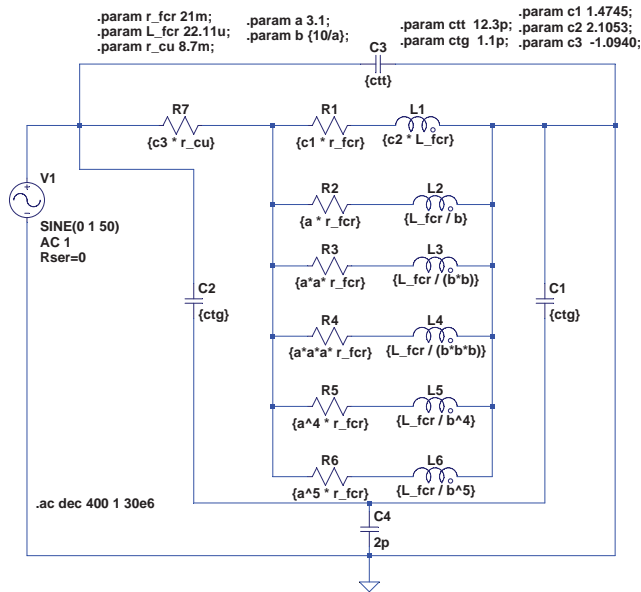 .param r_fcr 21m;
.param L_fcr 22.11u;
.param r_cu 8.7m;
.param a 3.1;
.param b {10/a};
.param ctt 12.3p;
.param ctg 1.1p;
.param c1 1.4745;
.param c2 2.1053;
.param c3 -1.0940;
C3
{ctt}
R7
{c3 * r_cu}
R1
{c1 * r_fcr}
L1
{c2 * L_fcr}
V1
SINE(0 1 50)
AC 1
Rser=0
R2
{a * r_fcr}
L2
{L_fcr / b}
R3
{a*a* r_fcr}
L3
{L_fcr / (b*b)}
C2
{ctg}
C1
{ctg}
R4
{a*a*a* r_fcr}
L4
{L_fcr / (b*b*b)}
R5
{a^4 * r_fcr}
L5
{L_fcr / b^4}
R6
{a^5 * r_fcr}
L6
{L_fcr / b^5}
.ac dec 400 1 30e6
C4
2p